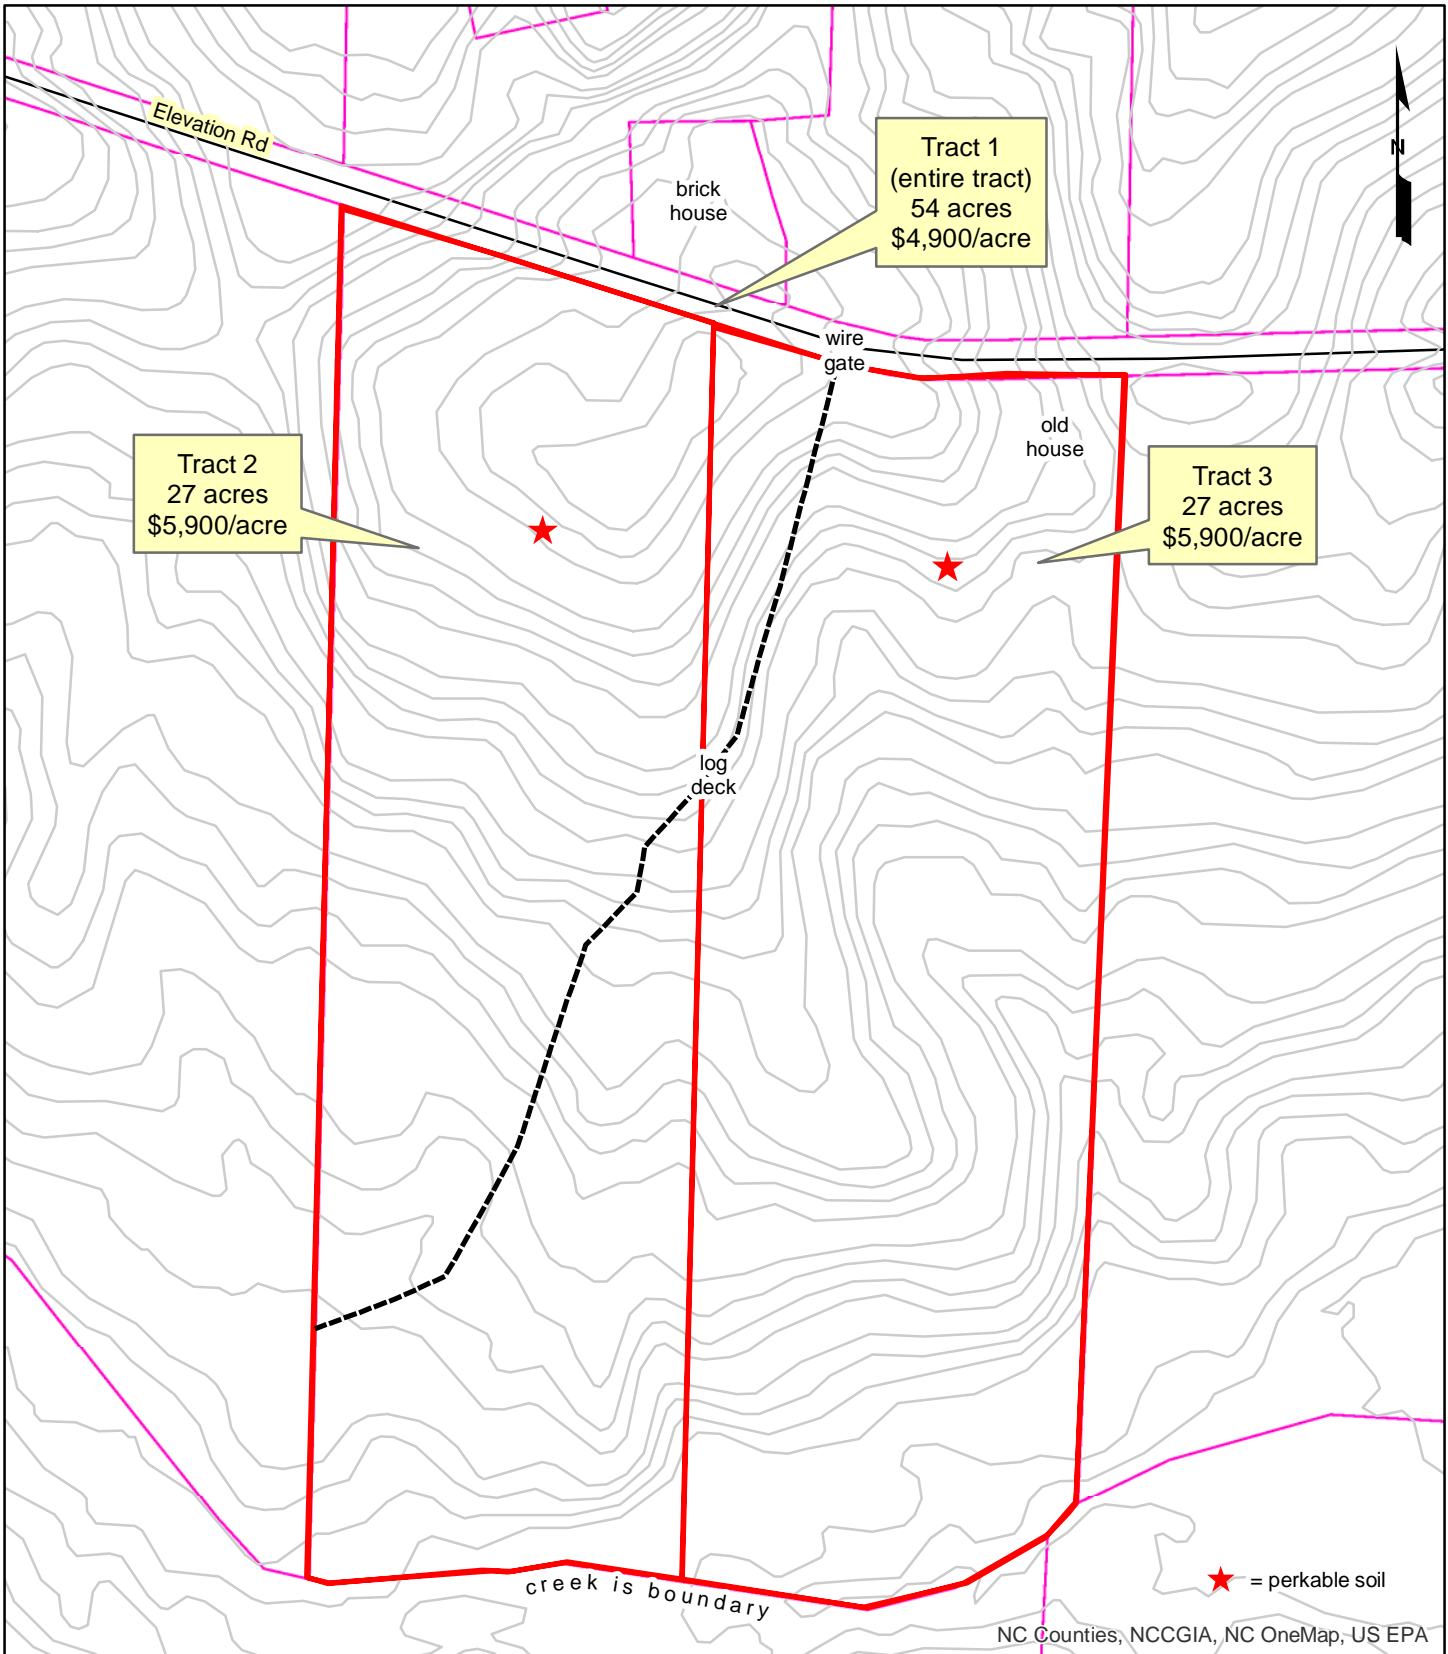 Elevation Rd
N
Tract 1
(entire tract)
54 acres
$4,900/acre
brick
house
wire
gate
old
house
Tract 2
27 acres
$5,900/acre
Tract 3
27 acres
$5,900/acre
log
deck
creek is boundary
= perkable soil
NC Counties, NCCGIA, NC OneMap, US EPA